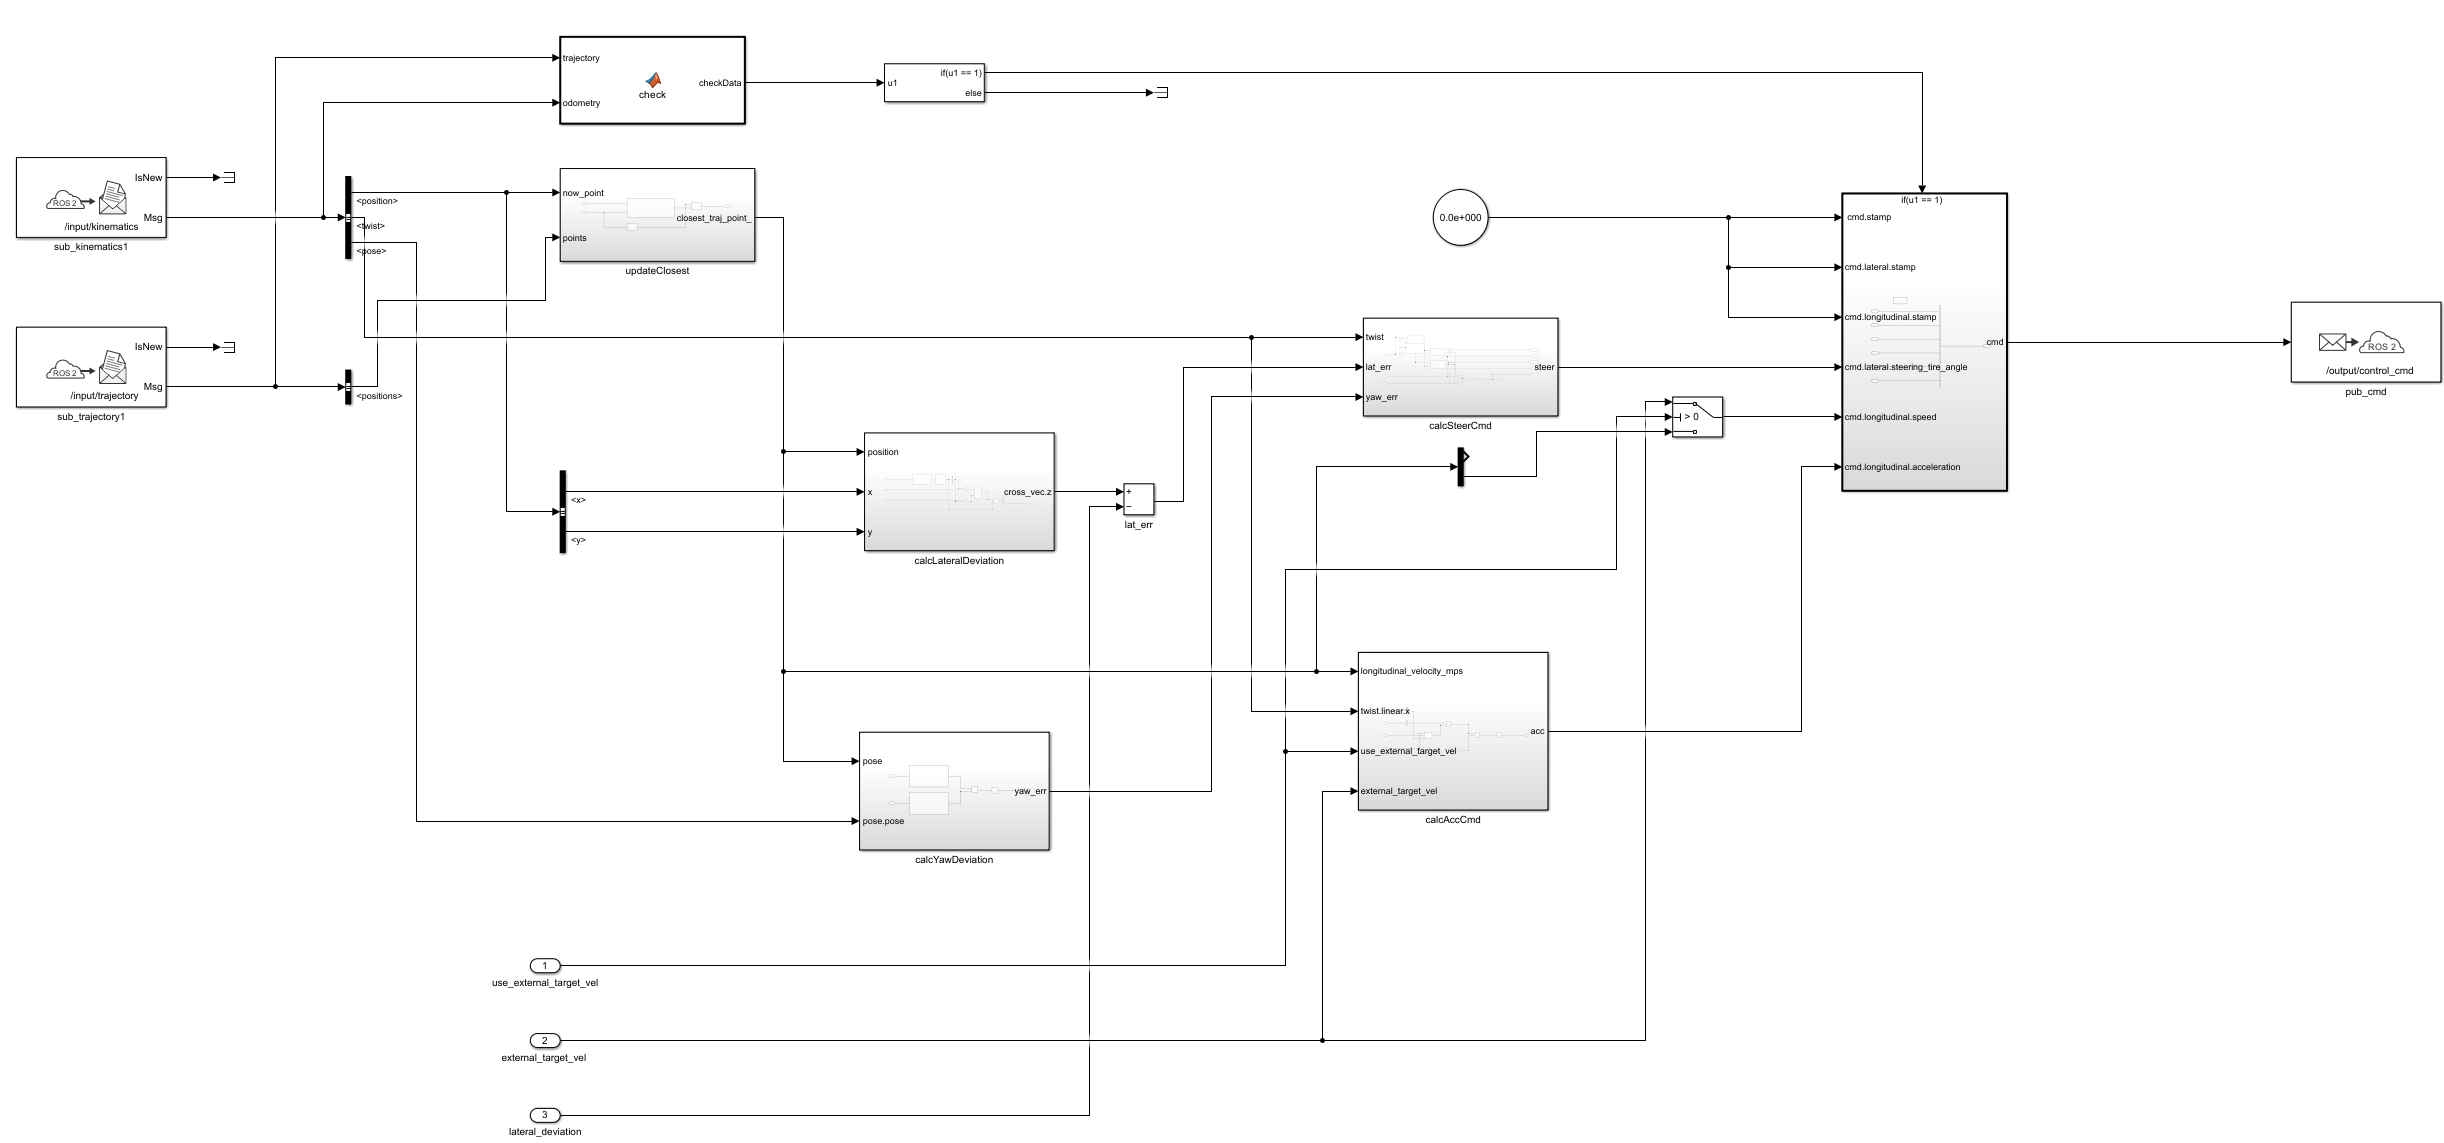 trajectory
odometry
check
checkData
u1
if(u1 == 1)
else
IsNew
Msg
ROS 2
/input/kinematics
sub_kinematics1
<position>
<twist>
<pose>
now_point
points
closest_traj_point_
updateClosest
IsNew
Msg
ROS 2
/input/trajectory
sub_trajectory1
<positions>
0.0e+000
if(u1 == 1)
cmd.stamp
cmd.lateral.stamp
cmd.longitudinal.stamp
cmd.lateral.steering_tire_angle
cmd.longitudinal.speed
cmd.longitudinal.acceleration
cmd
ROS 2
/output/control_cmd
pub_cmd
twist
lat_err
yaw_err
steer
calcSteerCmd
> 0
position
x
y
cross_vec.z
calcLateralDeviation
<x>
<y>
+
−
lat_err
longitudinal_velocity_mps
twist.linear.x
use_external_target_vel
external_target_vel
acc
calcAccCmd
pose
pose.pose
yaw_err
calcYawDeviation
1
use_external_target_vel
2
external_target_vel
3
lateral_deviation